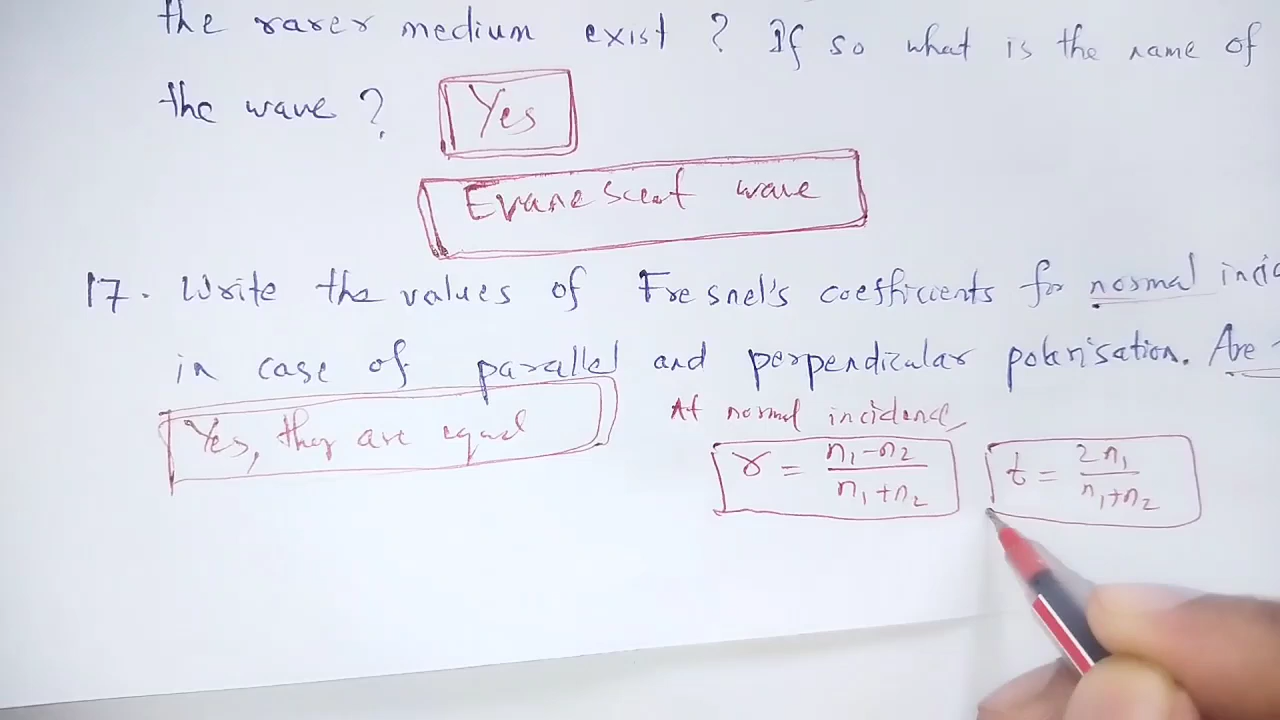 the rarer medium exist ? If so what is the name of
the wave ? Yes
Evanescent wave
17. Write the values of Fresnel's coefficients for normal
in case of parallel and perpendicular polarisation. Are
At normal incidence,
Yes, they are equal
r = n₁-n₂/n₁+n₂ t = 2n₁/n₁+n₂